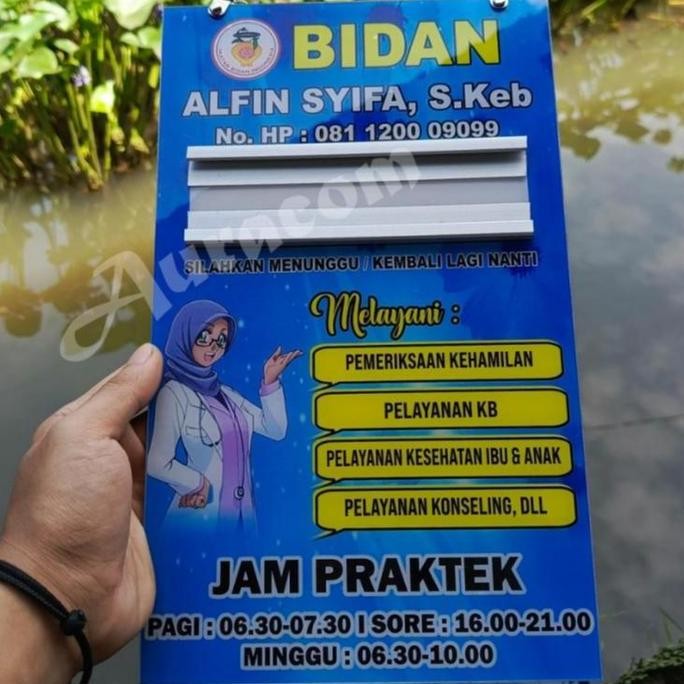 BIDAN
ALFIN SYIFA, S.Keb
No. HP : 081 1200 09099
Auracom
SILAHKAN MENUNGGU / KEMBALI LAGI NANTI
Melayani :
PEMERIKSAAN KEHAMILAN
PELAYANAN KB
PELAYANAN KESEHATAN IBU & ANAK
PELAYANAN KONSELING, DLL
JAM PRAKTEK
PAGI : 06.30-07.30 I SORE : 16.00-21.00
MINGGU : 06.30-10.00